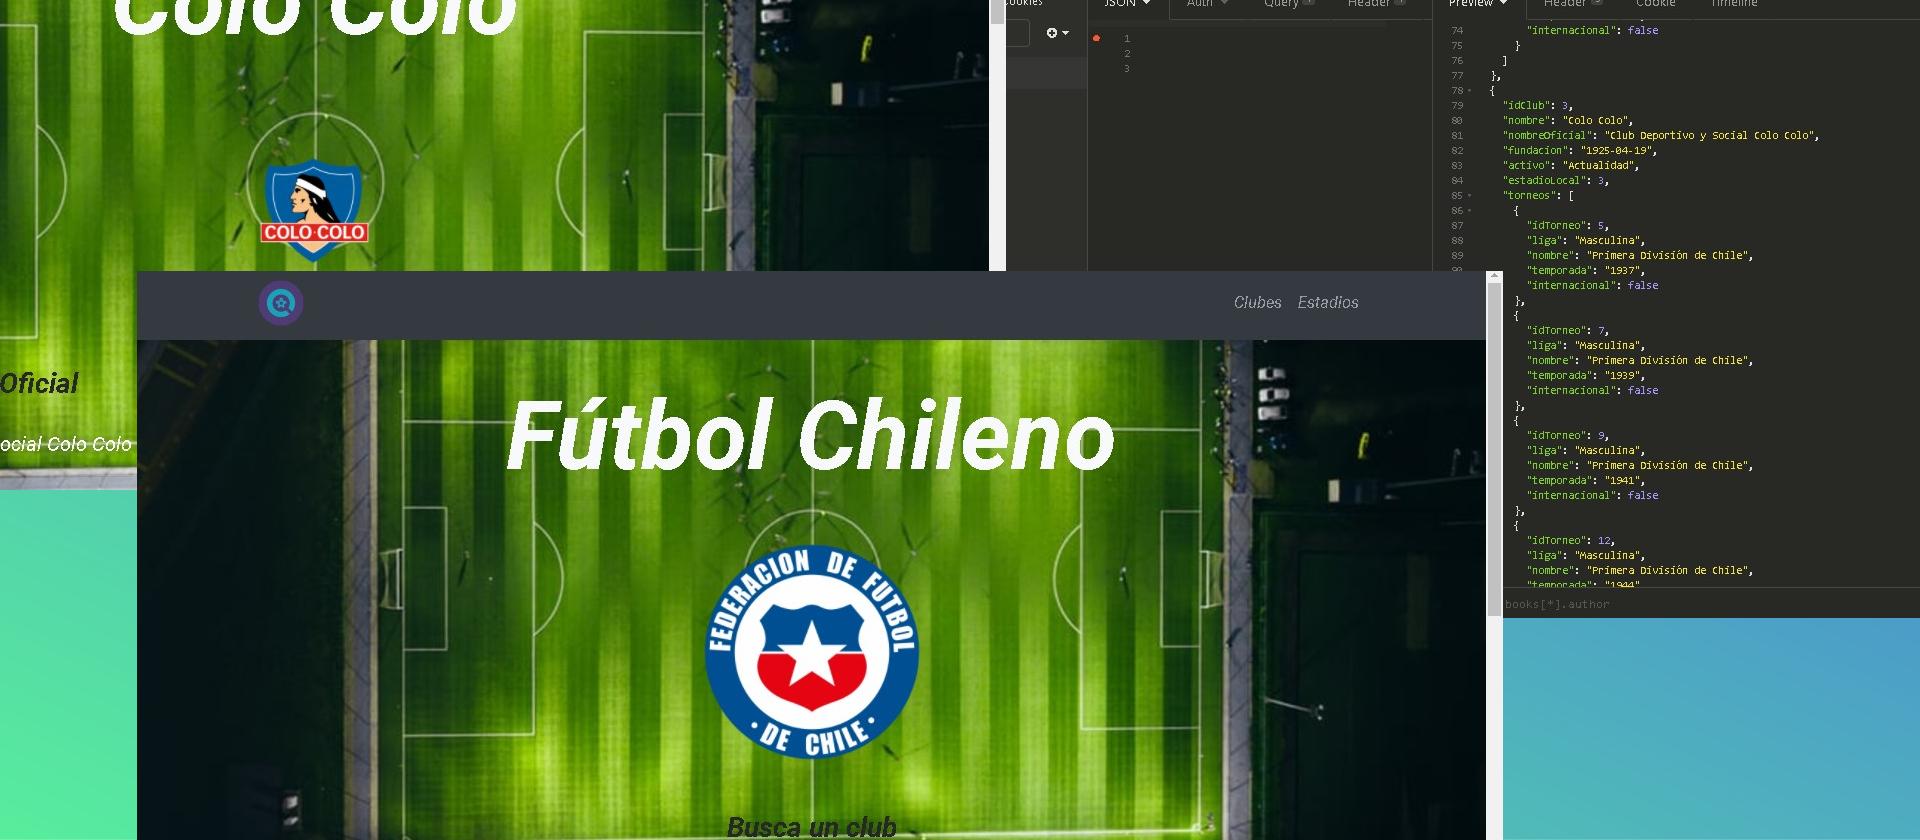 Colo Colo
COLO-COLO
Oficial
ocial Colo Colo
Clubes Estadios
Fútbol Chileno
FEDERACION DE FUTBOL
· DE CHILE ·
Busca un club
ookies
JSON Auth Query Header
1
2
3
Preview Header Cookie Timeline
74 "internacional": false
75 }
76 ]
77 },
78 {
79 "idClub": 3,
80 "nombre": "Colo Colo",
81 "nombreOficial": "Club Deportivo y Social Colo Colo",
82 "fundacion": "1925-04-19",
83 "activo": "Actualidad",
84 "estadioLocal": 3,
85 "torneos": [
86 {
87 "idTorneo": 5,
88 "liga": "Masculina",
89 "nombre": "Primera División de Chile",
"temporada": "1937",
"internacional": false
},
{
"idTorneo": 7,
"liga": "Masculina",
"nombre": "Primera División de Chile",
"temporada": "1939",
"internacional": false
},
{
"idTorneo": 9,
"liga": "Masculina",
"nombre": "Primera División de Chile",
"temporada": "1941",
"internacional": false
},
{
"idTorneo": 12,
"liga": "Masculina",
"nombre": "Primera División de Chile",
"temporada": "1944"
books[*].author